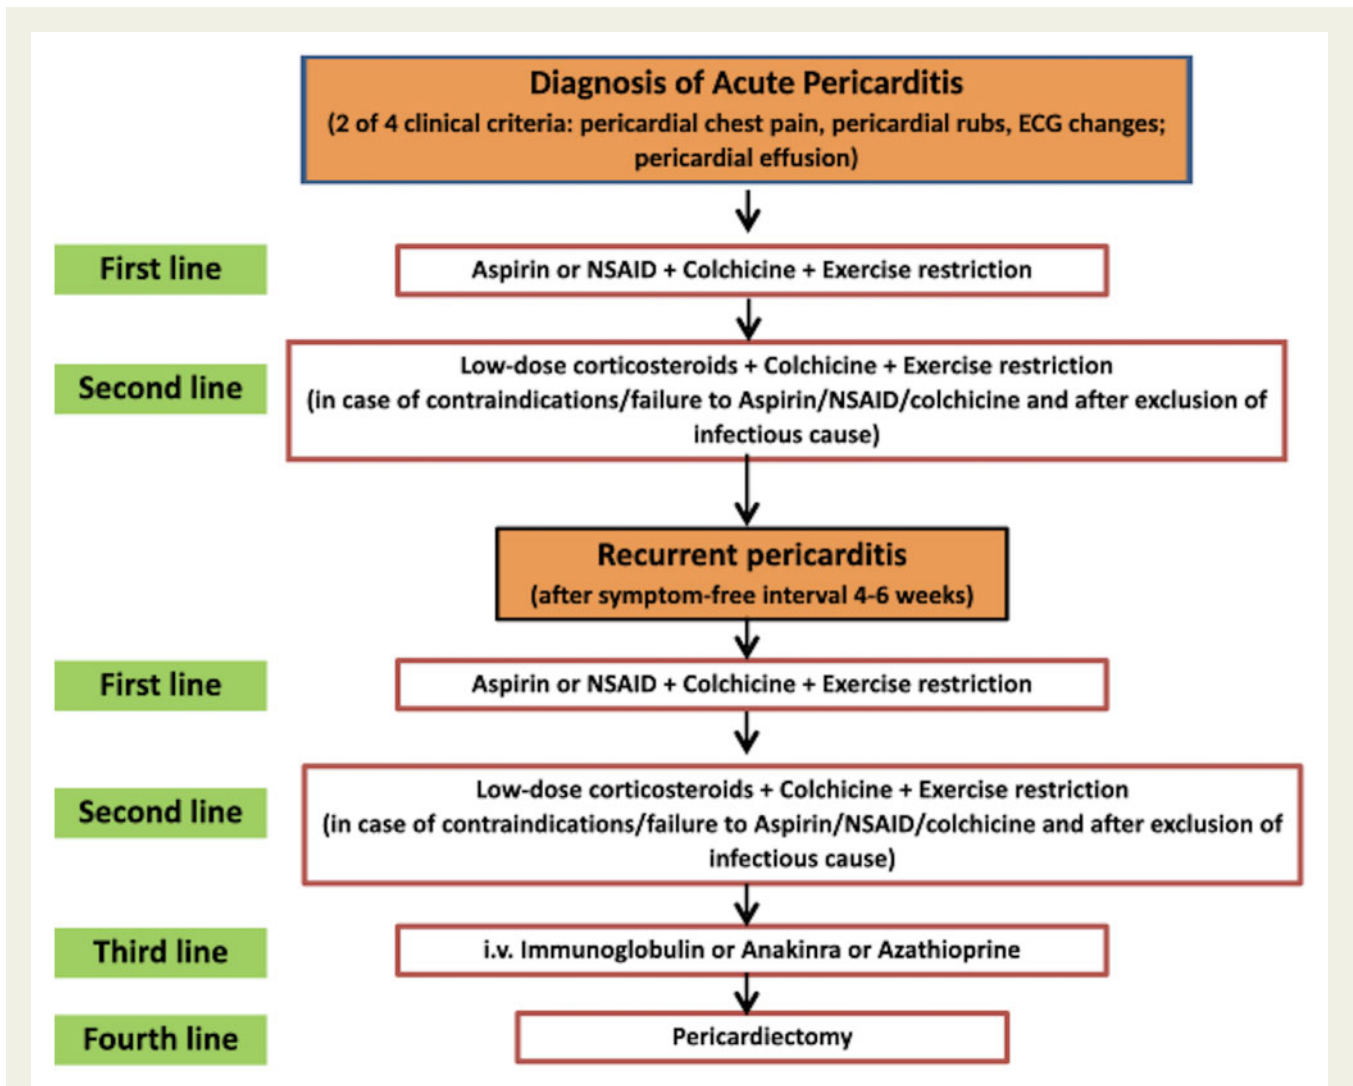 Diagnosis of Acute Pericarditis
(2 of 4 clinical criteria: pericardial chest pain, pericardial rubs, ECG changes;
pericardial effusion)
First line
Aspirin or NSAID + Colchicine + Exercise restriction
Second line
Low-dose corticosteroids + Colchicine + Exercise restriction
(in case of contraindications/failure to Aspirin/NSAID/colchicine and after exclusion of
infectious cause)
Recurrent pericarditis
(after symptom-free interval 4-6 weeks)
First line
Aspirin or NSAID + Colchicine + Exercise restriction
Second line
Low-dose corticosteroids + Colchicine + Exercise restriction
(in case of contraindications/failure to Aspirin/NSAID/colchicine and after exclusion of
infectious cause)
Third line
i.v. Immunoglobulin or Anakinra or Azathioprine
Fourth line
Pericardiectomy